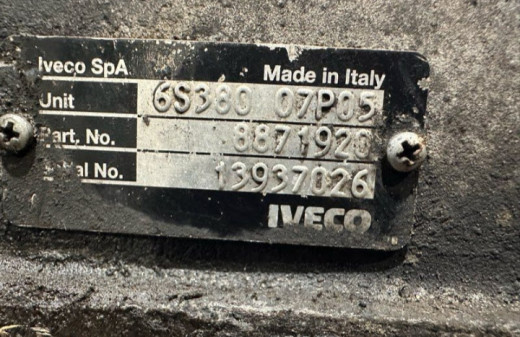 Iveco SpA Made in Italy
Unit 6S380 07P05
Part. No. 8871920
No. 13937026
IVECO